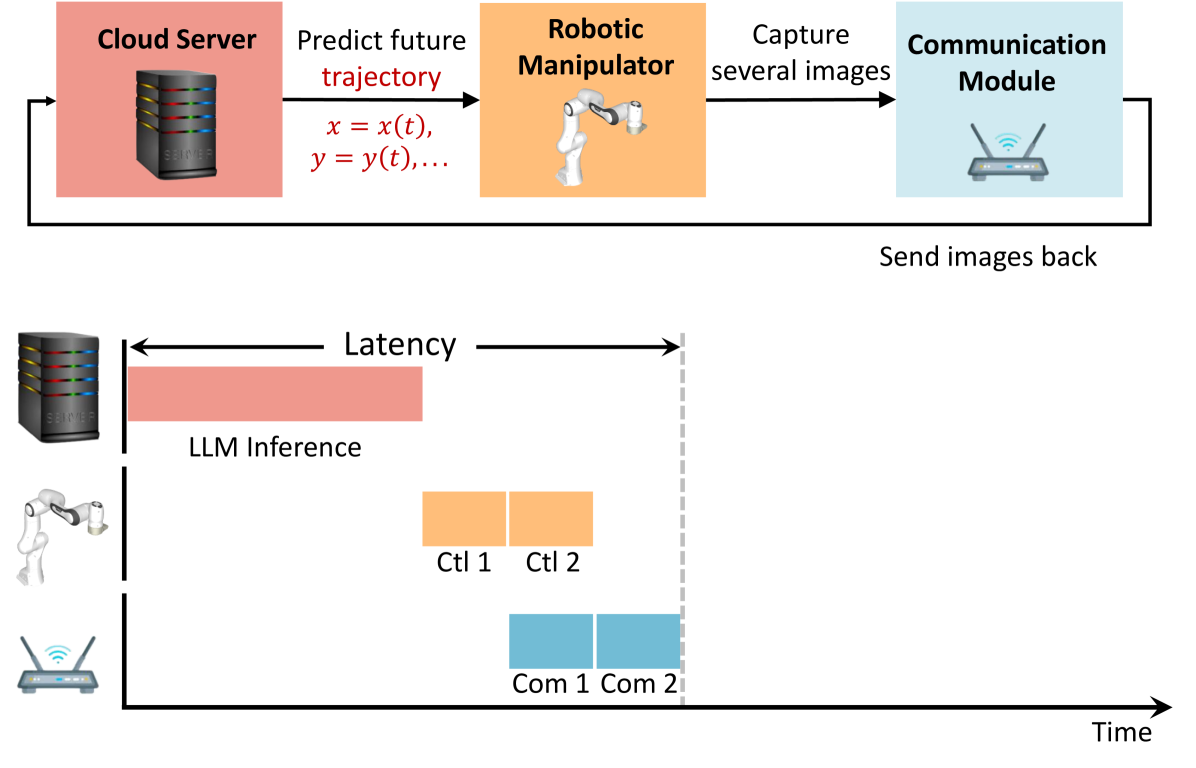 Cloud Server
Predict future
trajectory
x = x(t),
y = y(t), ...
Robotic
Manipulator
Capture
several images
Communication
Module
Send images back
Latency
LLM Inference
Ctl 1
Ctl 2
Com 1
Com 2
Time